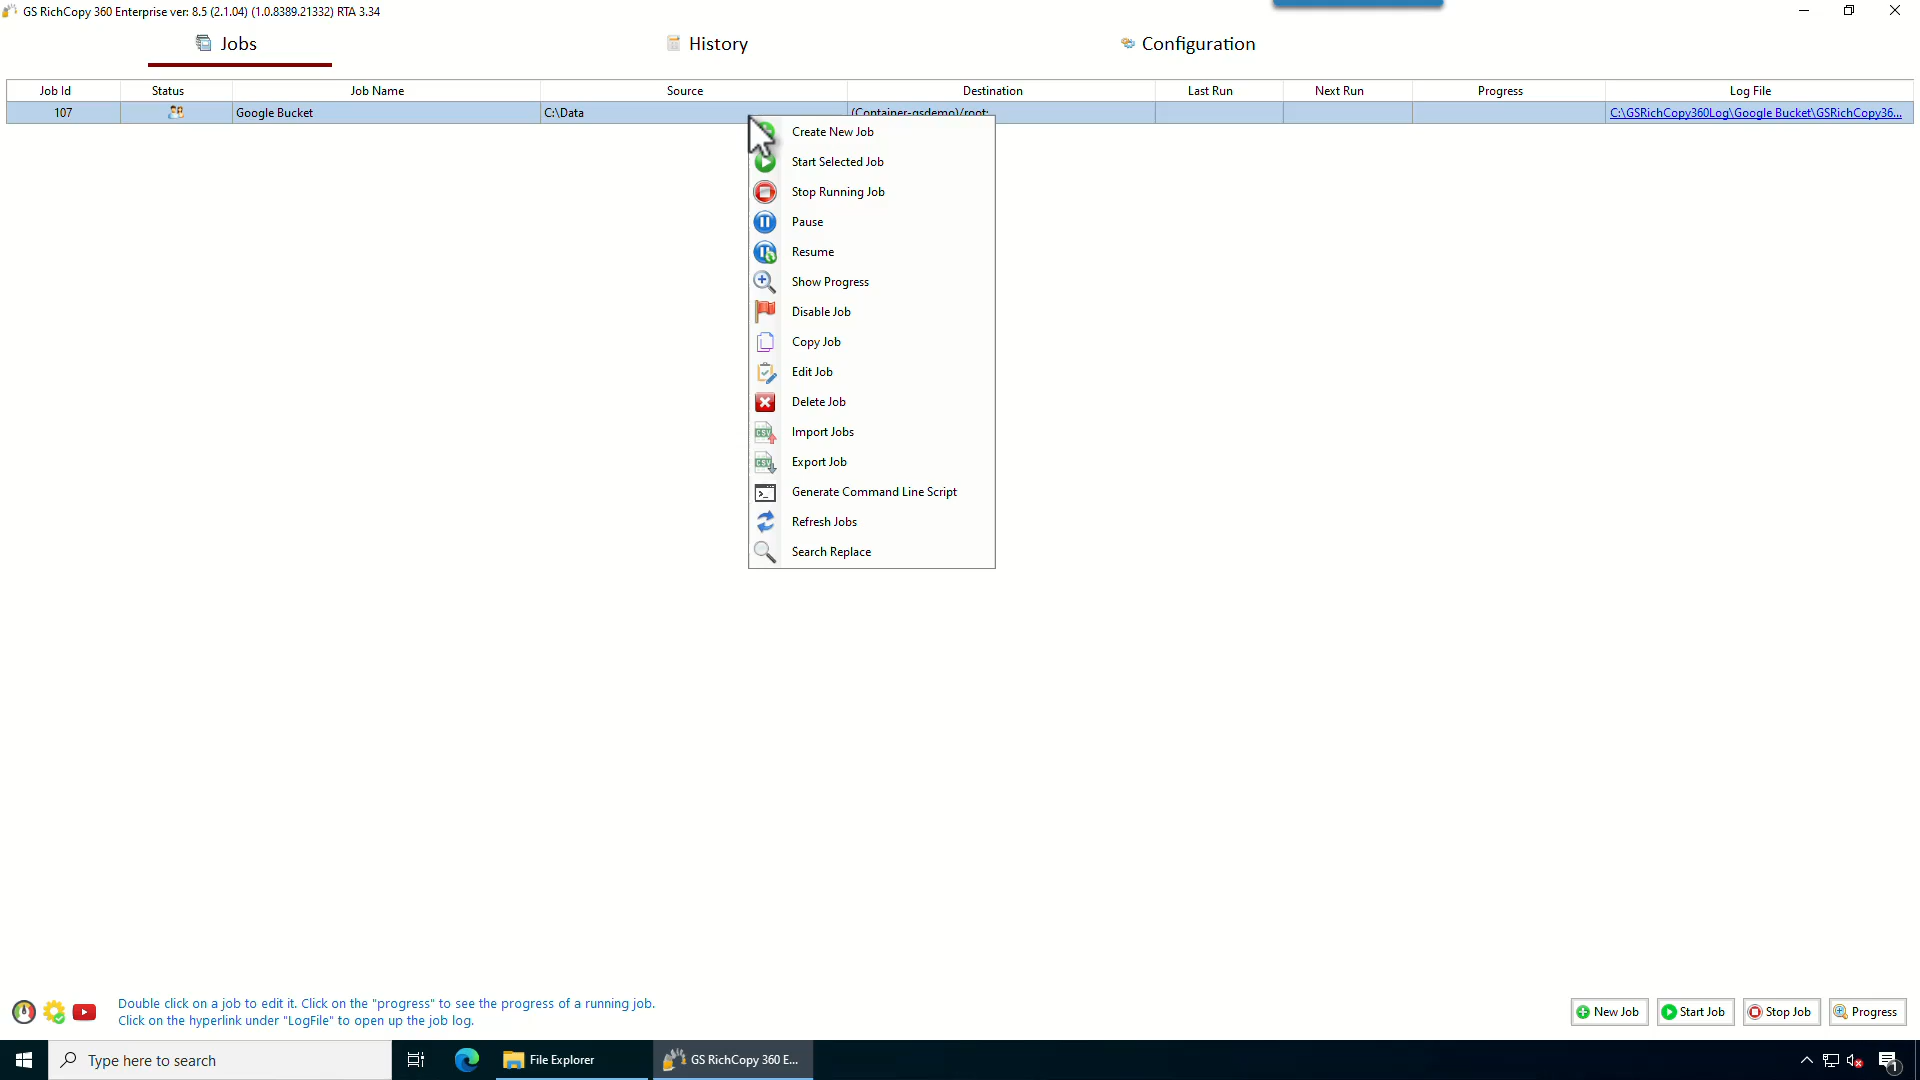 GS RichCopy 360 Enterprise ver: 8.5 (2.1.04) (1.0.8389.21332) RTA 3.34
Jobs
History
Configuration
Job Id Status Job Name Source Destination Last Run Next Run Progress Log File
107 Google Bucket C:\Data (Container-gsdemo)/root: C:\GSRichCopy360Log\Google Bucket\GSRichCopy36...
Create New Job
Start Selected Job
Stop Running Job
Pause
Resume
Show Progress
Disable Job
Copy Job
Edit Job
Delete Job
Import Jobs
Export Job
Generate Command Line Script
Refresh Jobs
Search Replace
Double click on a job to edit it. Click on the "progress" to see the progress of a running job.
Click on the hyperlink under "LogFile" to open up the job log.
New Job
Start Job
Stop Job
Progress
Type here to search
File Explorer
GS RichCopy 360 E...
1